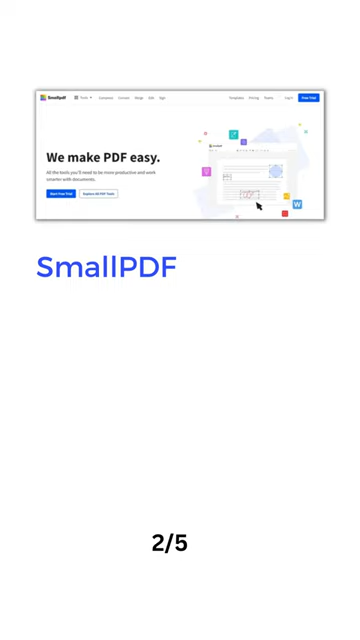 Smallpdf
Tools Compress Convert Merge Edit Sign
Templates Pricing Teams Log in Free Trial
We make PDF easy.
All the tools you'll need to be more productive and work
smarter with documents.
Start Free Trial Explore All PDF Tools
W
SmallPDF
2/5